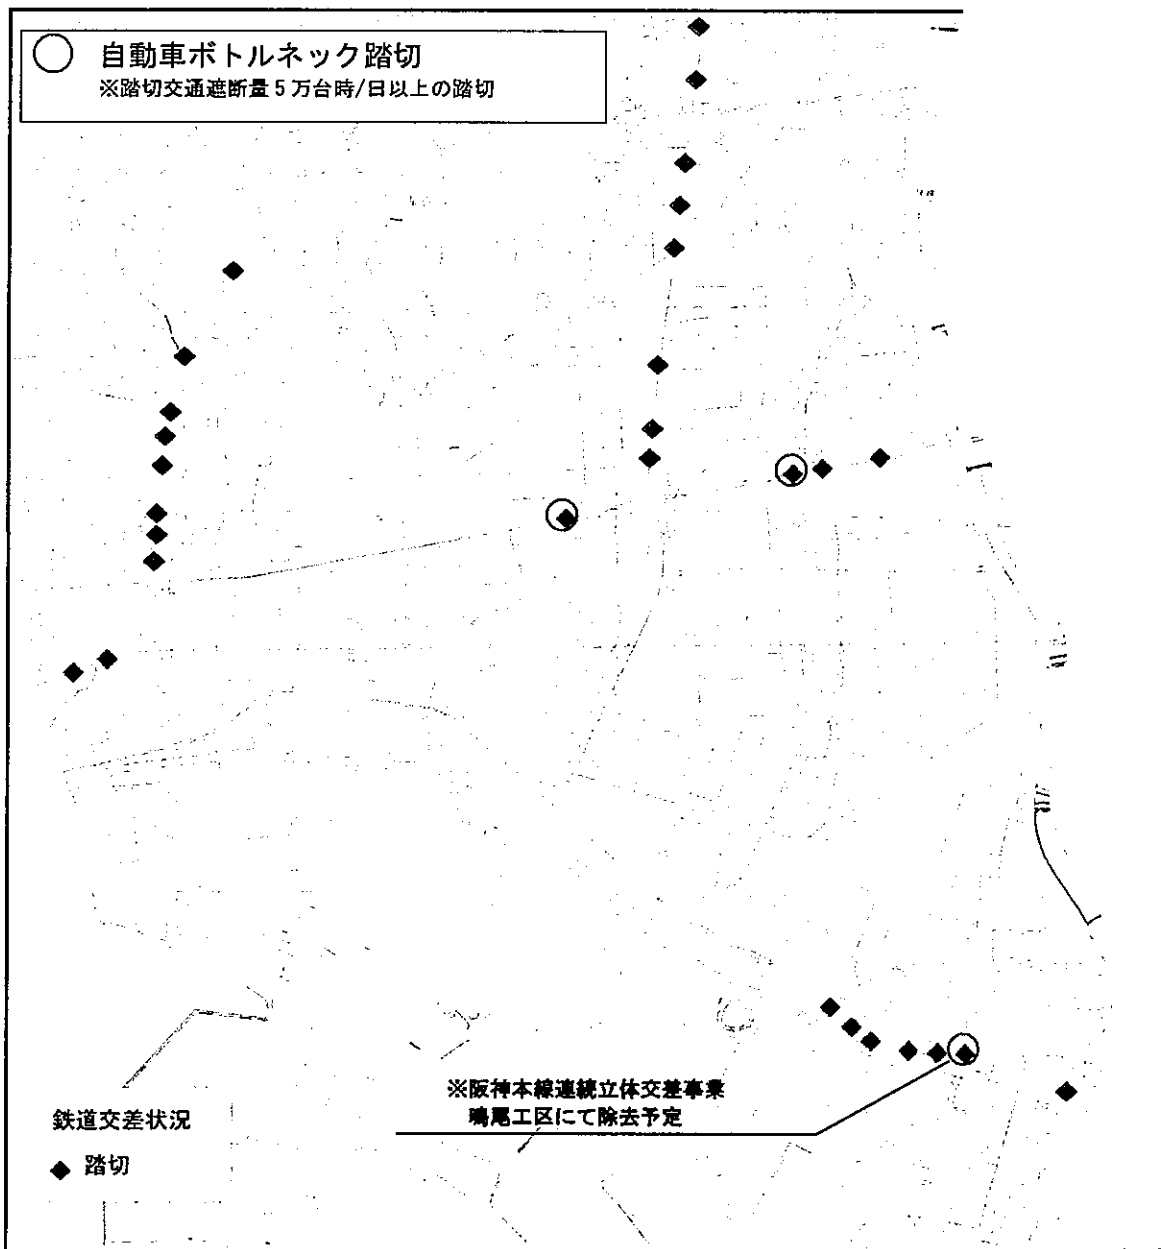 自動車ボトルネック踏切
※踏切交通遮断量5万台時/日以上の踏切
※阪神本線連続立体交差事業
鳴尾工区にて除去予定
鉄道交差状況
踏切